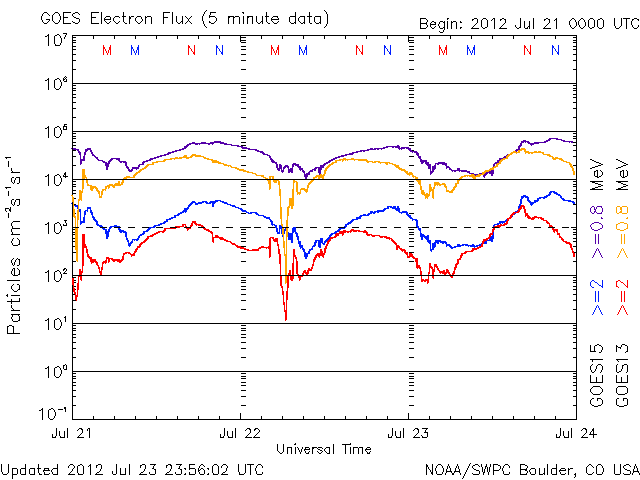 GOES Electron Flux (5 minute data)
Begin: 2012 Jul 21 0000 UTC
M M N N M M N N M M N N
10⁷
10⁶
10⁵
10⁴
10³
10²
10¹
10⁰
10⁻¹
Particles cm⁻²s⁻¹sr⁻¹
Jul 21 Jul 22 Jul 23 Jul 24
Universal Time
GOES15 >=2 >=0.8 MeV
GOES13 >=2 >=0.8 MeV
Updated 2012 Jul 23 23:56:02 UTC
NOAA/SWPC Boulder, CO USA